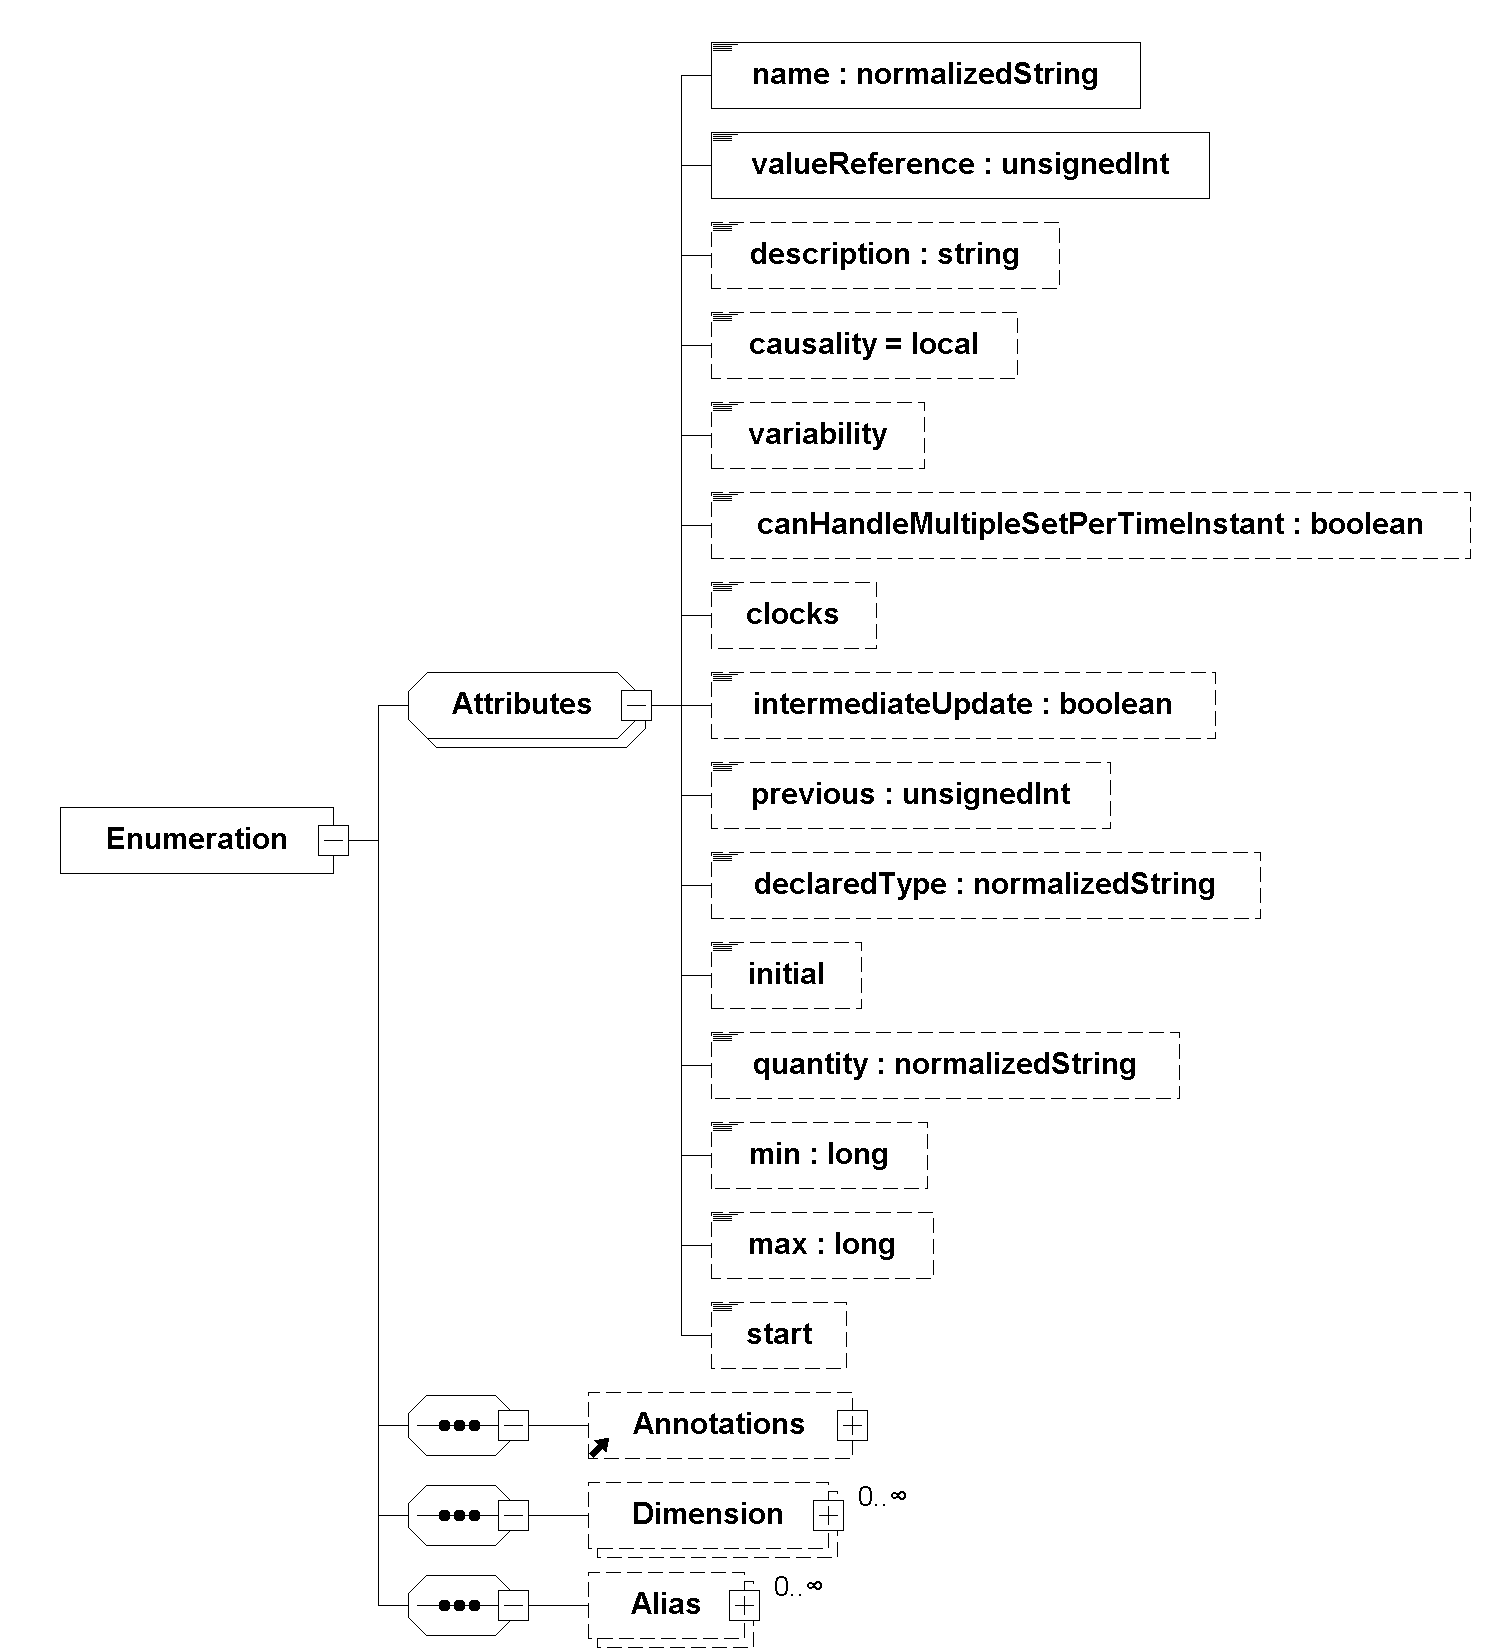 name : normalizedString
valueReference : unsignedInt
description : string
causality = local
variability
canHandleMultipleSetPerTimeInstant : boolean
clocks
Attributes
intermediateUpdate : boolean
previous : unsignedInt
Enumeration
declaredType : normalizedString
initial
quantity : normalizedString
min : long
max : long
start
Annotations
Dimension
0..∞
Alias
0..∞